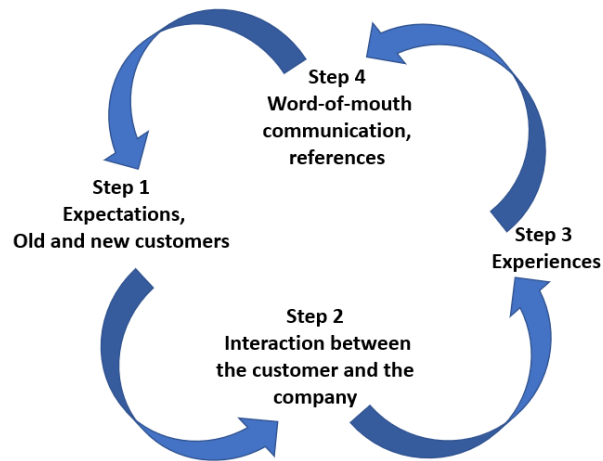 Step 1
Expectations,
Old and new customers
Step 2
Interaction between
the customer and the
company
Step 3
Experiences
Step 4
Word-of-mouth
communication,
references